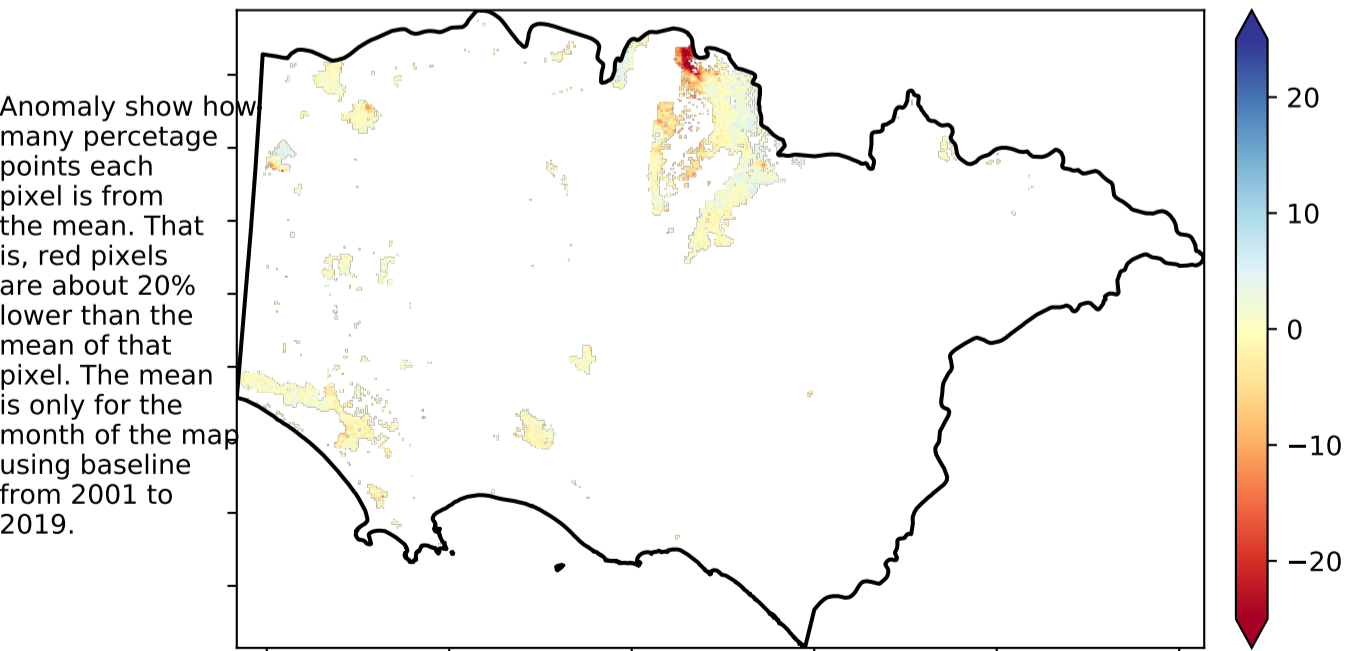 Anomaly show how
many percetage
points each
pixel is from
the mean. That
is, red pixels
are about 20%
lower than the
mean of that
pixel. The mean
is only for the
month of the map
using baseline
from 2001 to
2019.
20
10
0
−10
−20